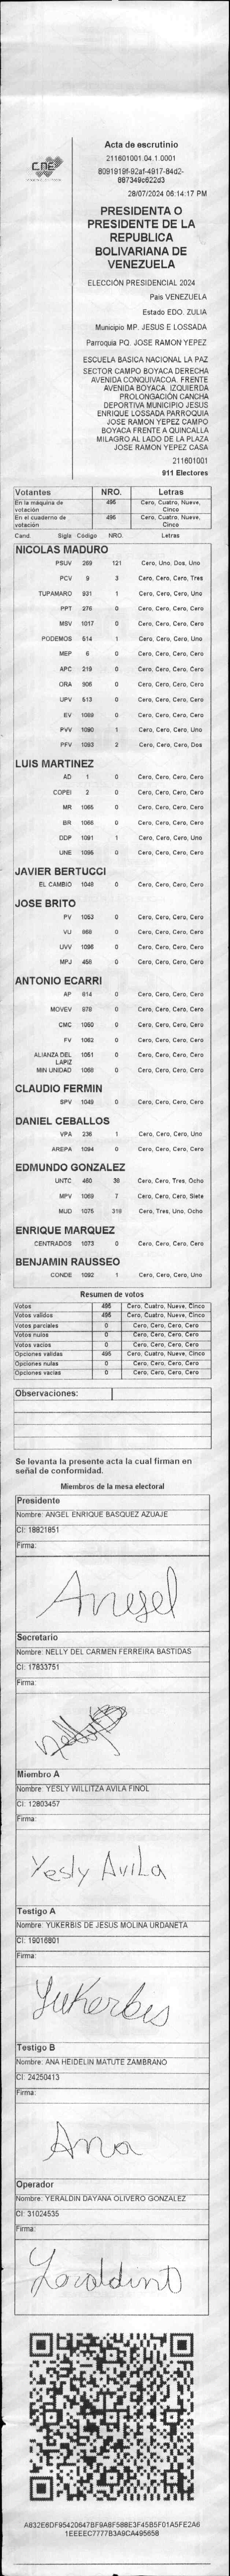 CNE
Acta de escrutinio
211601001.04.1.0001
8091918f-92af-4917-84d2-
887349c622d3
28/07/2024 06:14:17 PM
PRESIDENTA O
PRESIDENTE DE LA
REPUBLICA
BOLIVARIANA DE
VENEZUELA
ELECCIÓN PRESIDENCIAL 2024
País VENEZUELA
Estado EDO. ZULIA
Municipio MP. JESUS E LOSSADA
Parroquia PQ. JOSE RAMON YEPEZ
ESCUELA BASICA NACIONAL LA PAZ
SECTOR CAMPO BOYACA DERECHA
AVENIDA CONQUIVACOA. FRENTE
AVENIDA BOYACA. IZQUIERDA
PROLONGACIÓN CANCHA
DEPORTIVA MUNICIPIO JESUS
ENRIQUE LOSSADA PARROQUIA
JOSE RAMON YEPEZ CAMPO
BOYACA FRENTE A QUINCALLA
MILAGRO AL LADO DE LA PLAZA
JOSE RAMON YEPEZ CASA
211601001
911 Electores
Votantes NRO. Letras
En la máquina de votación 495 Cero, Cuatro, Nueve, Cinco
En el cuaderno de votación 495 Cero, Cuatro, Nueve, Cinco
Cand. Sigla Código NRO. Letras
NICOLAS MADURO
PSUV 269 121 Cero, Uno, Dos, Uno
PCV 9 3 Cero, Cero, Cero, Tres
TUPAMARO 931 1 Cero, Cero, Cero, Uno
PPT 276 0 Cero, Cero, Cero, Cero
MSV 1017 0 Cero, Cero, Cero, Cero
PODEMOS 514 1 Cero, Cero, Cero, Uno
MEP 6 0 Cero, Cero, Cero, Cero
APC 219 0 Cero, Cero, Cero, Cero
ORA 906 0 Cero, Cero, Cero, Cero
UPV 513 0 Cero, Cero, Cero, Cero
EV 1089 0 Cero, Cero, Cero, Cero
PVV 1090 1 Cero, Cero, Cero, Uno
PFV 1093 2 Cero, Cero, Cero, Dos
LUIS MARTINEZ
AD 1 0 Cero, Cero, Cero, Cero
COPEI 2 0 Cero, Cero, Cero, Cero
MR 1065 0 Cero, Cero, Cero, Cero
BR 1066 0 Cero, Cero, Cero, Cero
DDP 1091 1 Cero, Cero, Cero, Uno
UNE 1095 0 Cero, Cero, Cero, Cero
JAVIER BERTUCCI
EL CAMBIO 1048 0 Cero, Cero, Cero, Cero
JOSE BRITO
PV 1053 0 Cero, Cero, Cero, Cero
VU 868 0 Cero, Cero, Cero, Cero
UVV 1096 0 Cero, Cero, Cero, Cero
MPJ 456 0 Cero, Cero, Cero, Cero
ANTONIO ECARRI
AP 614 0 Cero, Cero, Cero, Cero
MOVEV 979 0 Cero, Cero, Cero, Cero
CMC 1050 0 Cero, Cero, Cero, Cero
FV 1062 0 Cero, Cero, Cero, Cero
ALIANZA DEL LAPIZ 1051 0 Cero, Cero, Cero, Cero
MIN UNIDAD 1088 0 Cero, Cero, Cero, Cero
CLAUDIO FERMIN
SPV 1049 0 Cero, Cero, Cero, Cero
DANIEL CEBALLOS
VPA 236 1 Cero, Cero, Cero, Uno
AREPA 1094 0 Cero, Cero, Cero, Cero
EDMUNDO GONZALEZ
UNTC 480 38 Cero, Cero, Tres, Ocho
MPV 1069 7 Cero, Cero, Cero, Siete
MUD 1075 318 Cero, Tres, Uno, Ocho
ENRIQUE MARQUEZ
CENTRADOS 1073 0 Cero, Cero, Cero, Cero
BENJAMIN RAUSSEO
CONDE 1092 1 Cero, Cero, Cero, Uno
Resumen de votos
Votos 495 Cero, Cuatro, Nueve, Cinco
Votos válidos 495 Cero, Cuatro, Nueve, Cinco
Votos parciales 0 Cero, Cero, Cero, Cero
Votos nulos 0 Cero, Cero, Cero, Cero
Votos vacíos 0 Cero, Cero, Cero, Cero
Opciones válidas 495 Cero, Cuatro, Nueve, Cinco
Opciones nulas 0 Cero, Cero, Cero, Cero
Opciones vacías 0 Cero, Cero, Cero, Cero
Observaciones:
Se levanta la presente acta la cual firman en
señal de conformidad.
Miembros de la mesa electoral
Presidente
Nombre: ANGEL ENRIQUE BASQUEZ AZUAJE
CI: 18821851
Firma:
Angel
Secretario
Nombre: NELLY DEL CARMEN FERREIRA BASTIDAS
CI: 17833751
Firma:
Nelly
Miembro A
Nombre: YESLY WILLITZA AVILA FINOL
CI: 12803457
Firma:
Yesly Avila
Testigo A
Nombre: YUKERBIS DE JESUS MOLINA URDANETA
CI: 19016801
Firma:
Yukerbis
Testigo B
Nombre: ANA HEIDELIN MATUTE ZAMBRANO
CI: 24250413
Firma:
Ana
Operador
Nombre: YERALDIN DAYANA OLIVERO GONZALEZ
CI: 31024535
Firma:
A832E6DF95420647BF9A8F588E3F45B5F01A5FE2A6
1EEEEC7777B3A9CA495658